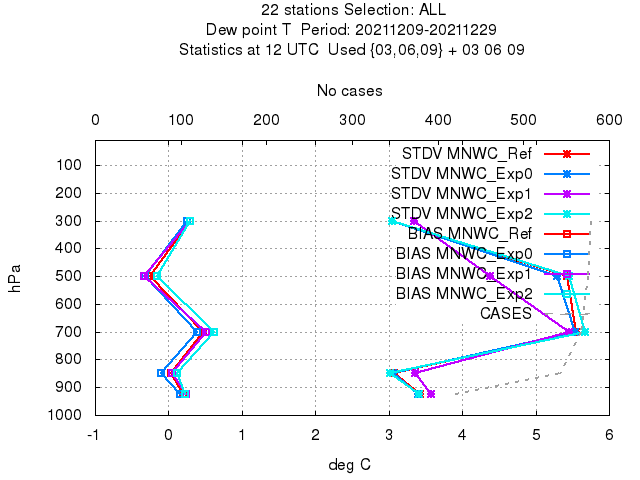 22 stations Selection: ALL
Dew point T  Period: 20211209-20211229
Statistics at 12 UTC  Used {03,06,09} + 03 06 09
No cases
0 100 200 300 400 500 600
100
200
300
400
500
600
700
800
900
1000
hPa
STDV MNWC_Ref
STDV MNWC_Exp0
STDV MNWC_Exp1
STDV MNWC_Exp2
BIAS MNWC_Ref
BIAS MNWC_Exp0
BIAS MNWC_Exp1
BIAS MNWC_Exp2
CASES
-1 0 1 2 3 4 5 6
deg C